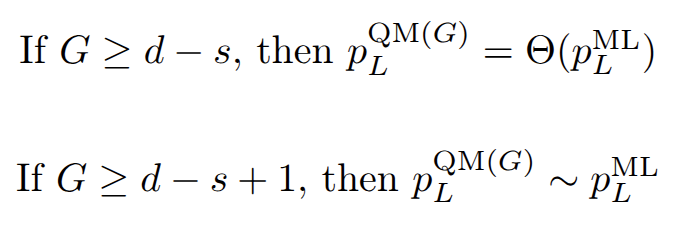 If G ≥ d − s, then p_L^{QM(G)} = Θ(p_L^{ML})
If G ≥ d − s + 1, then p_L^{QM(G)} ∼ p_L^{ML}